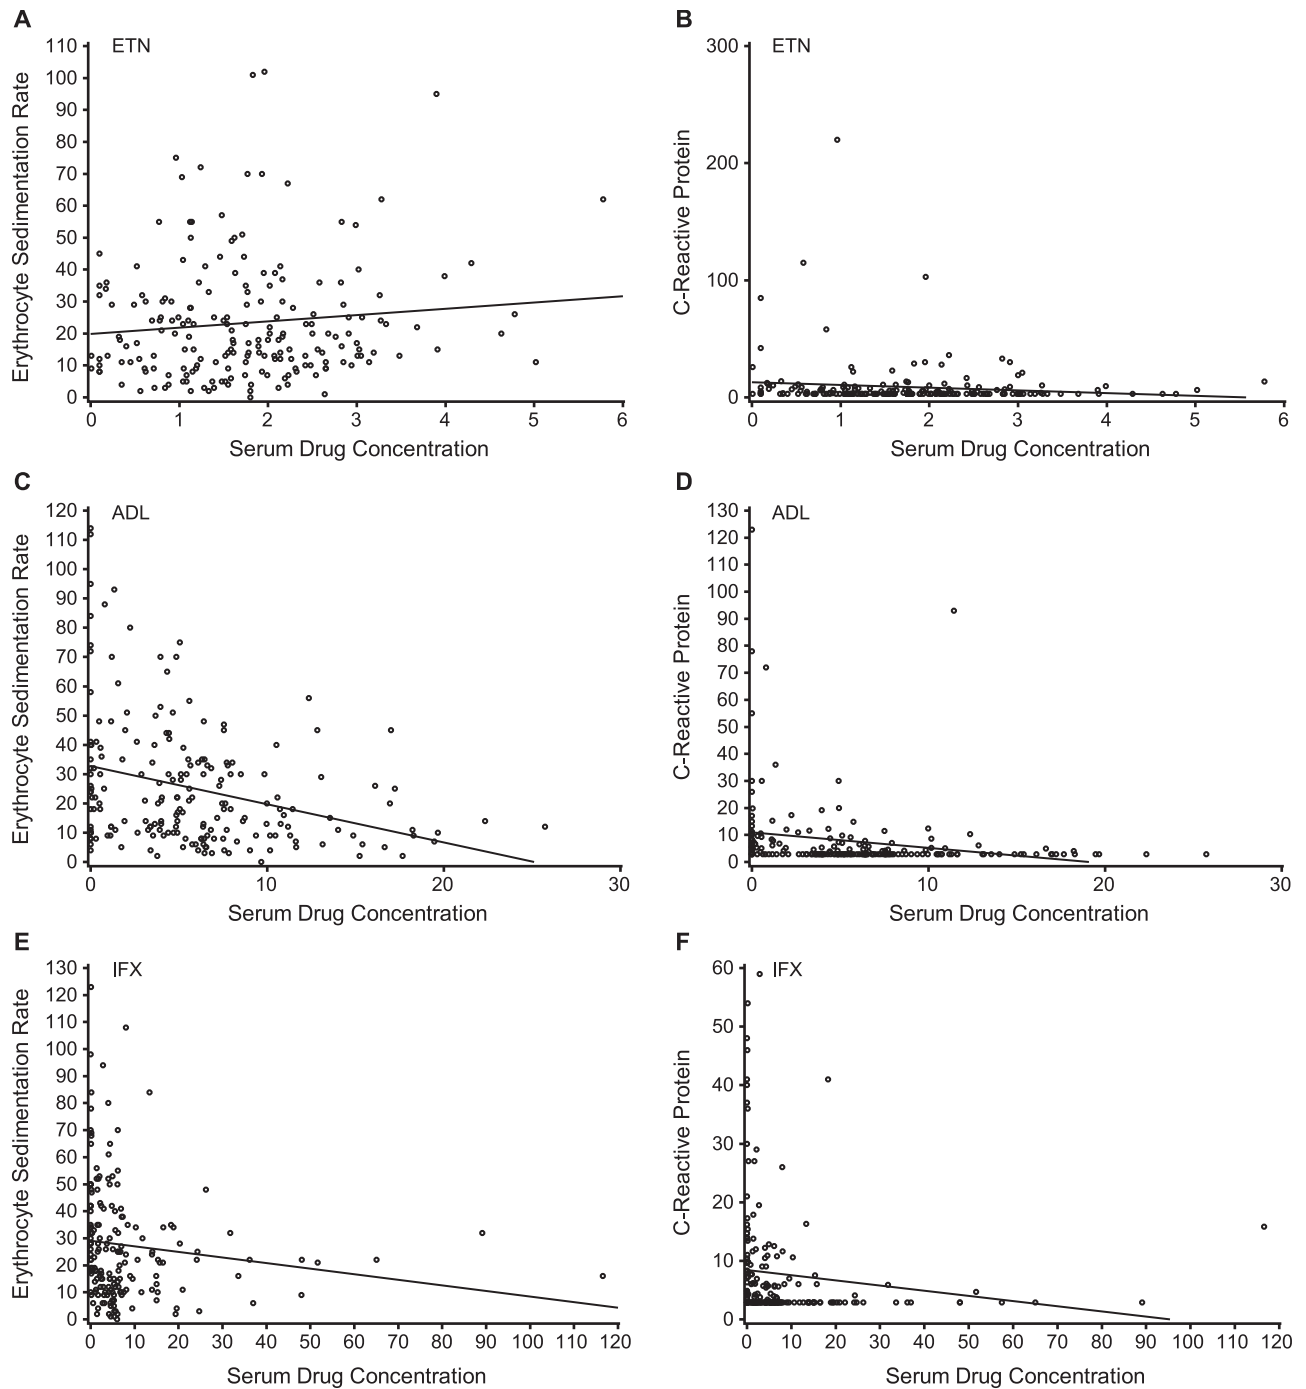 A
ETN
Erythrocyte Sedimentation Rate
110
100
90
80
70
60
50
40
30
20
10
0
0 1 2 3 4 5 6
Serum Drug Concentration
B
ETN
C-Reactive Protein
300
200
100
0
0 1 2 3 4 5 6
Serum Drug Concentration
C
ADL
Erythrocyte Sedimentation Rate
120
110
100
90
80
70
60
50
40
30
20
10
0
0 10 20 30
Serum Drug Concentration
D
ADL
C-Reactive Protein
130
120
110
100
90
80
70
60
50
40
30
20
10
0
0 10 20 30
Serum Drug Concentration
E
IFX
Erythrocyte Sedimentation Rate
130
120
110
100
90
80
70
60
50
40
30
20
10
0
0 10 20 30 40 50 60 70 80 90 100 110 120
Serum Drug Concentration
F
IFX
C-Reactive Protein
60
50
40
30
20
10
0
0 10 20 30 40 50 60 70 80 90 100 110 120
Serum Drug Concentration